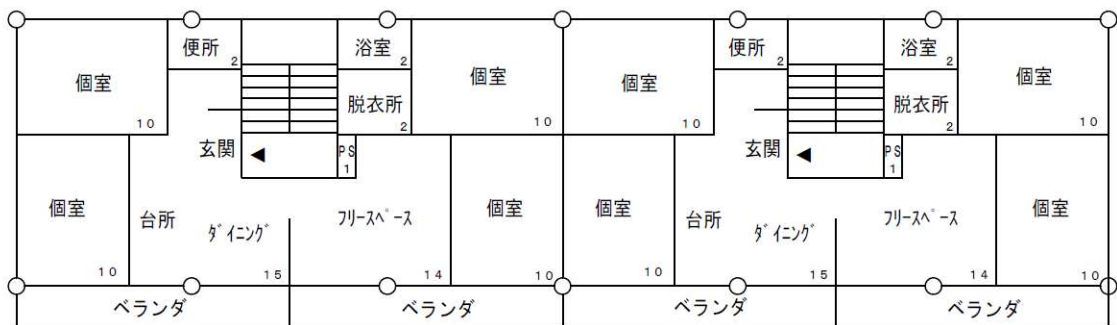 便所 2 浴室 2 便所 2 浴室 2
個室 10 個室 10 個室 10 個室 10
脱衣所 2 脱衣所 2
玄関 ◀ PS 1 玄関 ◀ PS 1
個室 10 台所 ダイニング 15 フリースペース 14 個室 10 個室 10 台所 ダイニング 15 フリースペース 14 個室 10
ベランダ ベランダ ベランダ ベランダ